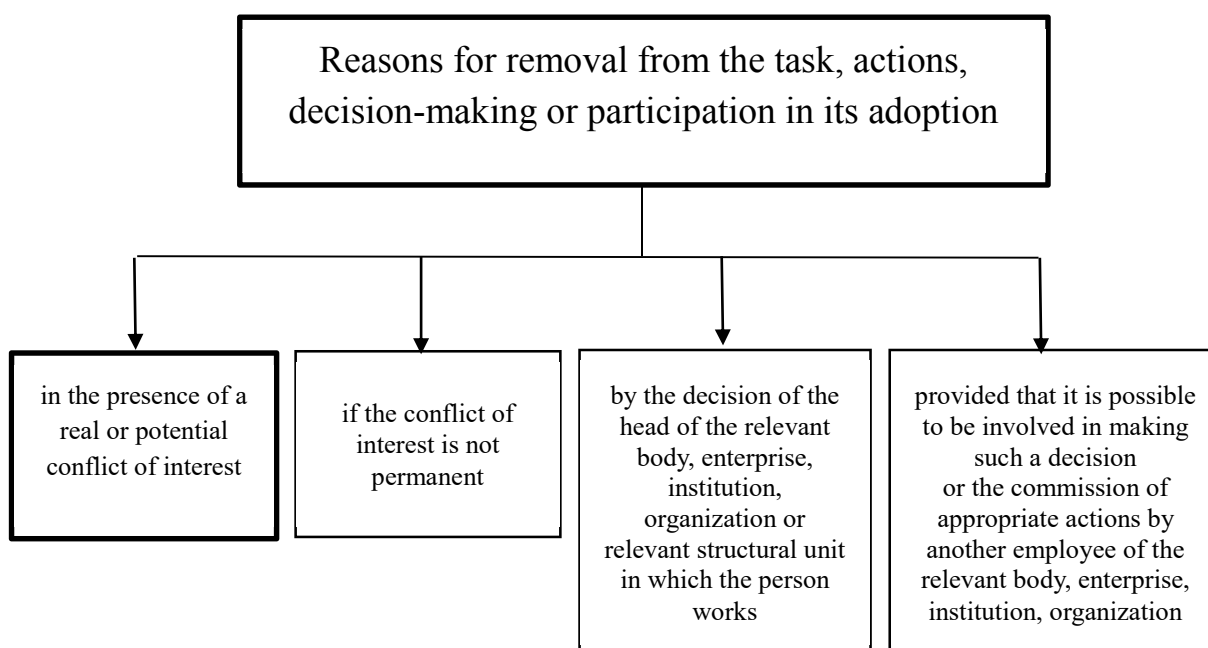 Reasons for removal from the task, actions,
decision-making or participation in its adoption
in the presence of a
real or potential
conflict of interest
if the conflict of
interest is not
permanent
by the decision of the
head of the relevant
body, enterprise,
institution,
organization or
relevant structural unit
in which the person
works
provided that it is possible
to be involved in making
such a decision
or the commission of
appropriate actions by
another employee of the
relevant body, enterprise,
institution, organization